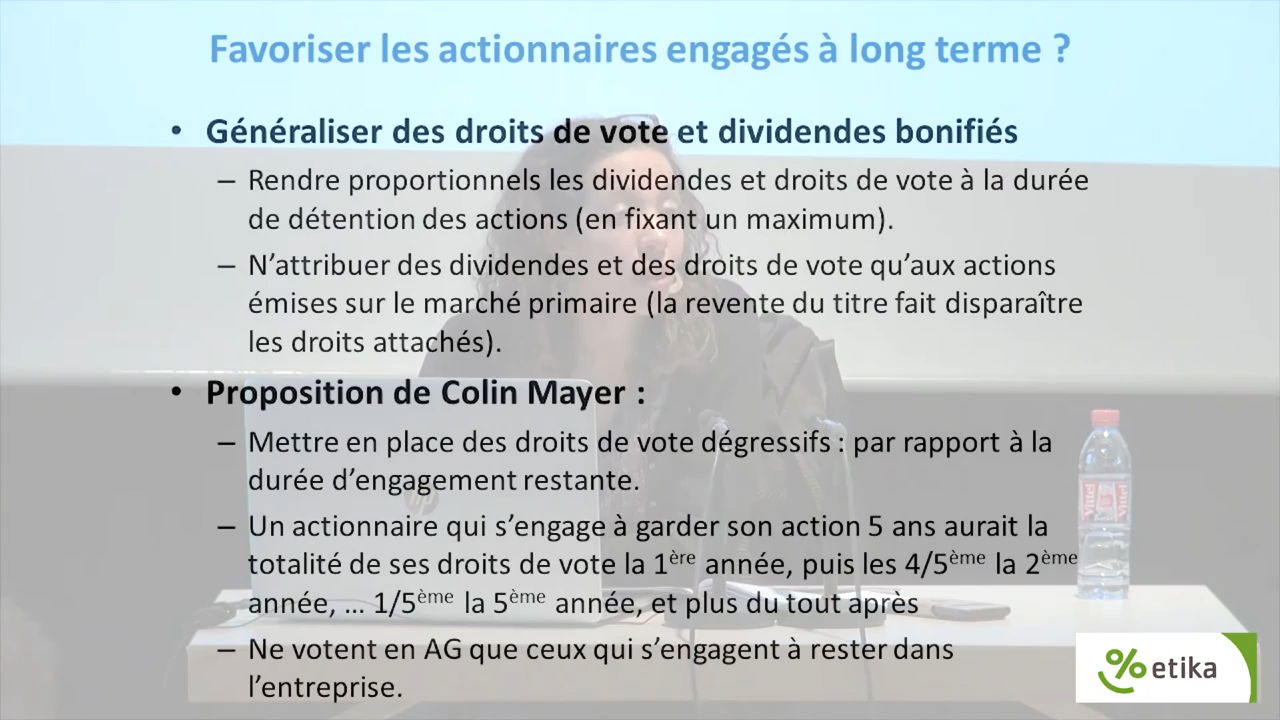 Favoriser les actionnaires engagés à long terme ?
• Généraliser des droits de vote et dividendes bonifiés
– Rendre proportionnels les dividendes et droits de vote à la durée
de détention des actions (en fixant un maximum).
– N’attribuer des dividendes et des droits de vote qu’aux actions
émises sur le marché primaire (la revente du titre fait disparaître
les droits attachés).
• Proposition de Colin Mayer :
– Mettre en place des droits de vote dégressifs : par rapport à la
durée d’engagement restante.
– Un actionnaire qui s’engage à garder son action 5 ans aurait la
totalité de ses droits de vote la 1ère année, puis les 4/5ème la 2ème
année, … 1/5ème la 5ème année, et plus du tout après
– Ne votent en AG que ceux qui s’engagent à rester dans
l’entreprise.
Vittel
% etika